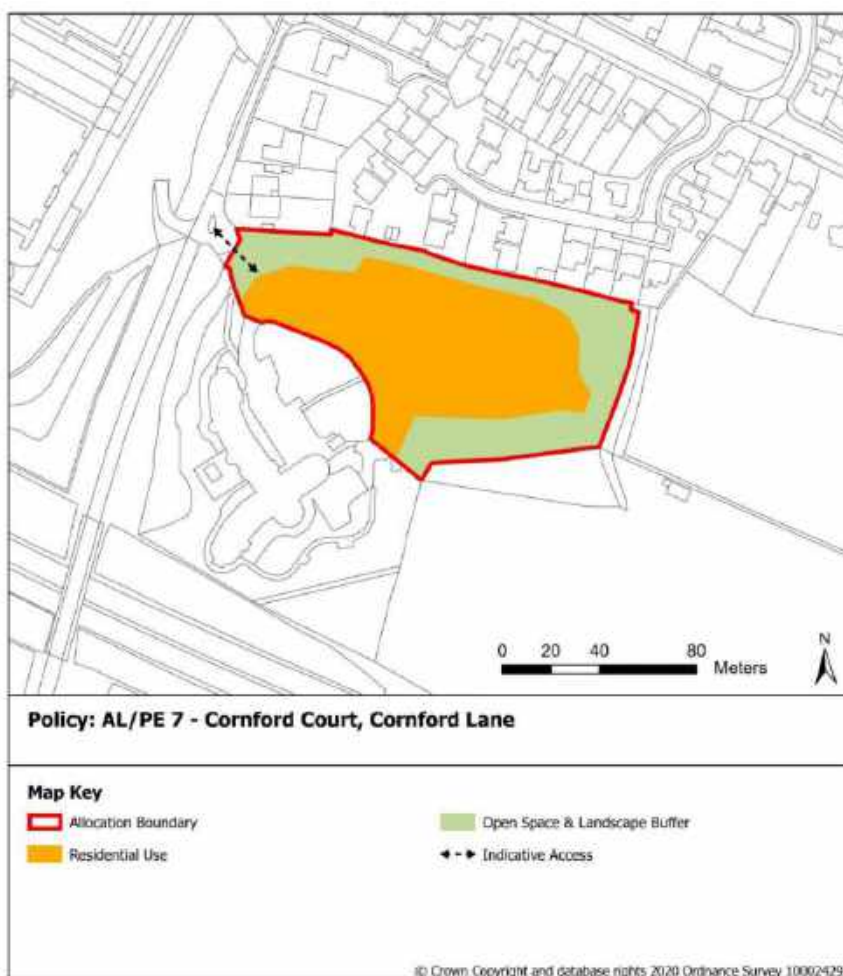 0 20 40 80
Meters
N
Policy: AL/PE 7 - Cornford Court, Cornford Lane
Map Key
Allocation Boundary
Open Space & Landscape Buffer
Residential Use
Indicative Access
© Crown Copyright and database rights 2020 Ordnance Survey 10002429